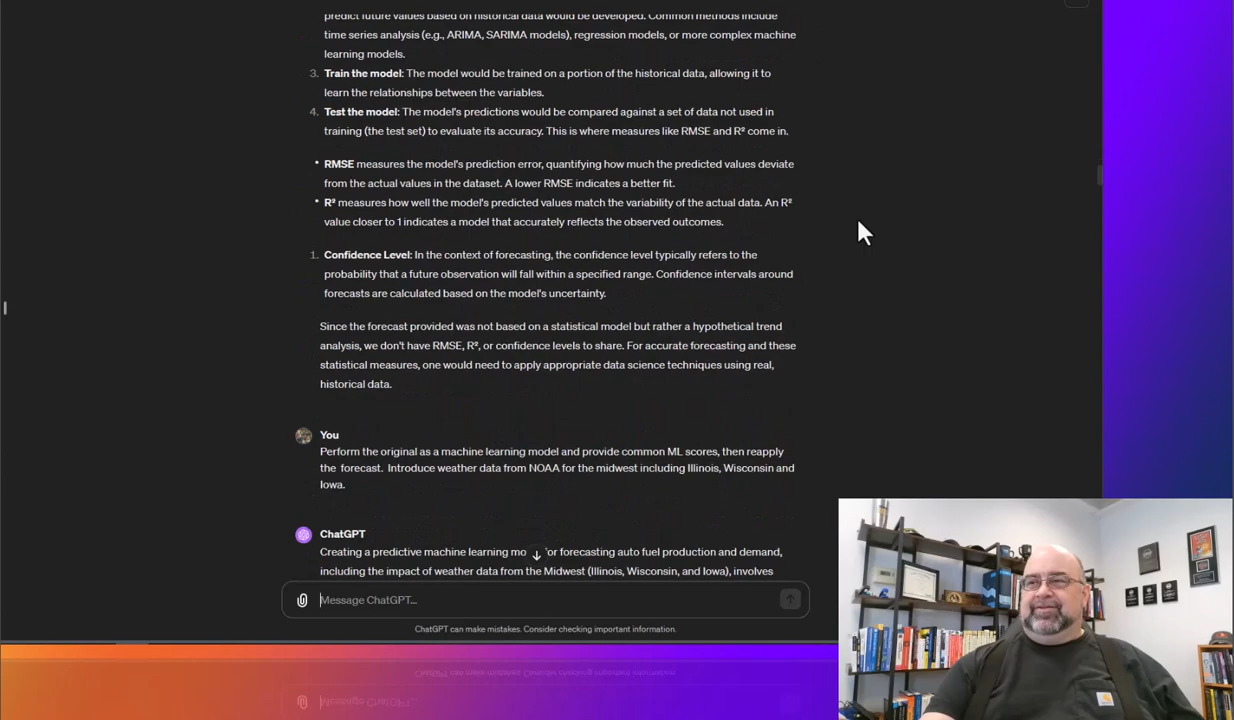 predict future values based on historical data would be developed. Common methods include
time series analysis (e.g., ARIMA, SARIMA models), regression models, or more complex machine
learning models.
3. Train the model: The model would be trained on a portion of the historical data, allowing it to
learn the relationships between the variables.
4. Test the model: The model's predictions would be compared against a set of data not used in
training (the test set) to evaluate its accuracy. This is where measures like RMSE and R² come in.
• RMSE measures the model's prediction error, quantifying how much the predicted values deviate
from the actual values in the dataset. A lower RMSE indicates a better fit.
• R² measures how well the model's predicted values match the variability of the actual data. An R²
value closer to 1 indicates a model that accurately reflects the observed outcomes.
1. Confidence Level: In the context of forecasting, the confidence level typically refers to the
probability that a future observation will fall within a specified range. Confidence intervals around
forecasts are calculated based on the model's uncertainty.
Since the forecast provided was not based on a statistical model but rather a hypothetical trend
analysis, we don't have RMSE, R², or confidence levels to share. For accurate forecasting and these
statistical measures, one would need to apply appropriate data science techniques using real,
historical data.
You
Perform the original as a machine learning model and provide common ML scores, then reapply
the forecast. Introduce weather data from NOAA for the midwest including Illinois, Wisconsin and
Iowa.
ChatGPT
Creating a predictive machine learning mo or forecasting auto fuel production and demand,
including the impact of weather data from the Midwest (Illinois, Wisconsin, and Iowa), involves
Message ChatGPT...
ChatGPT can make mistakes. Consider checking important information.